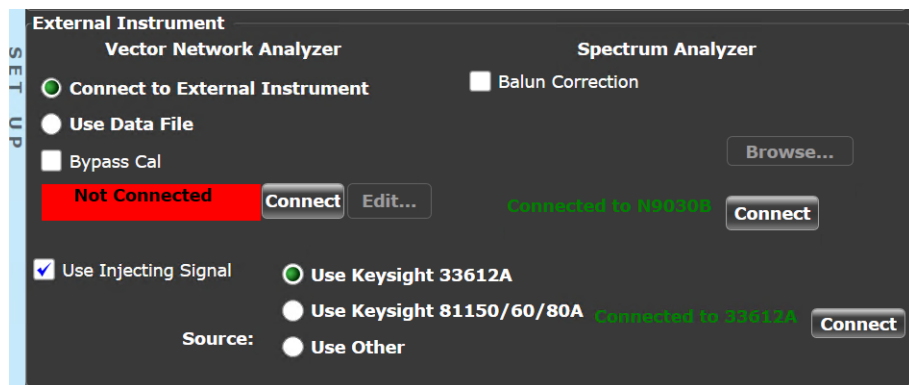 External Instrument
Vector Network Analyzer
Spectrum Analyzer
SET UP
Connect to External Instrument
Balun Correction
Use Data File
Bypass Cal
Browse...
Not Connected
Connect
Edit...
Connected to N9030B
Connect
Use Injecting Signal
Use Keysight 33612A
Use Keysight 81150/60/80A
Connected to 33612A
Connect
Source:
Use Other